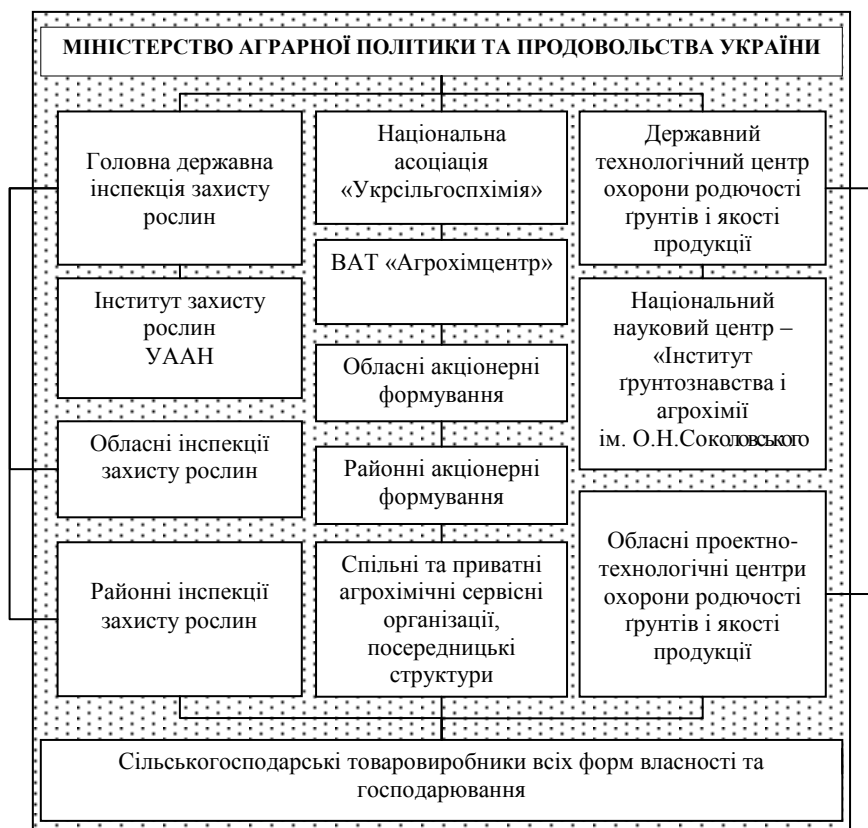 МІНІСТЕРСТВО АГРАРНОЇ ПОЛІТИКИ ТА ПРОДОВОЛЬСТВА УКРАЇНИ
Головна державна
інспекція захисту
рослин
Національна
асоціація
«Укрсільгоспхімія»
Державний
технологічний центр
охорони родючості
ґрунтів і якості
продукції
ВАТ «Агрохімцентр»
Інститут захисту
рослин
УААН
Національний
науковий центр –
«Інститут
ґрунтознавства і
агрохімії
ім. О.Н.Соколовського
Обласні акціонерні
формування
Обласні інспекції
захисту рослин
Районні акціонерні
формування
Районні інспекції
захисту рослин
Спільні та приватні
агрохімічні сервісні
організації,
посередницькі
структури
Обласні проектно-
технологічні центри
охорони родючості
ґрунтів і якості
продукції
Сільськогосподарські товаровиробники всіх форм власності та
господарювання